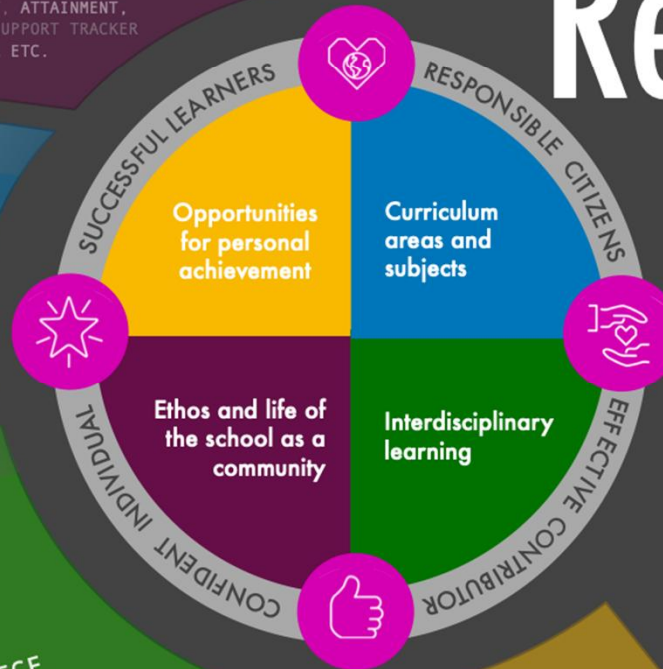 , ATTAINMENT,
UPPORT TRACKER
ETC.
Re
SUCCESSFUL LEARNERS
RESPONSIBLE CITIZENS
Opportunities
for personal
achievement
Curriculum
areas and
subjects
Ethos and life of
the school as a
community
Interdisciplinary
learning
CONFIDENT INDIVIDUAL
EFFECTIVE CONTRIBUTOR